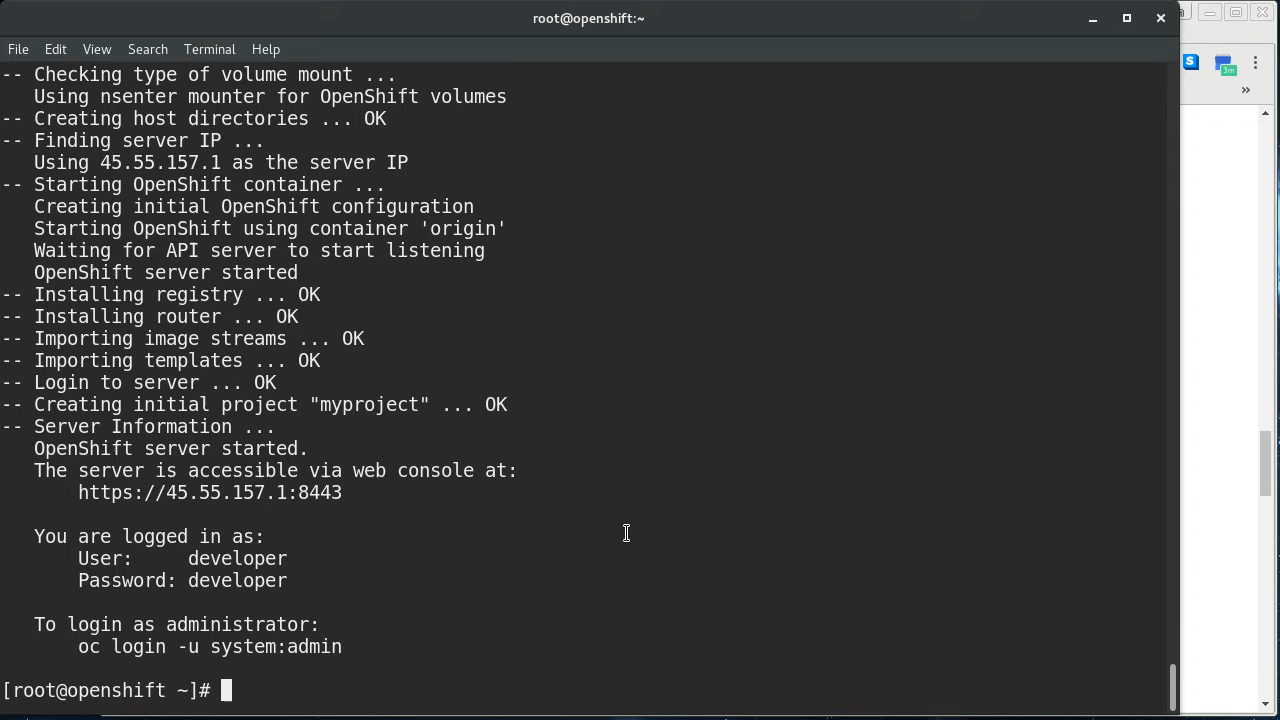 root@openshift:~
File Edit View Search Terminal Help
-- Checking type of volume mount ...
   Using nsenter mounter for OpenShift volumes
-- Creating host directories ... OK
-- Finding server IP ...
   Using 45.55.157.1 as the server IP
-- Starting OpenShift container ...
   Creating initial OpenShift configuration
   Starting OpenShift using container 'origin'
   Waiting for API server to start listening
   OpenShift server started
-- Installing registry ... OK
-- Installing router ... OK
-- Importing image streams ... OK
-- Importing templates ... OK
-- Login to server ... OK
-- Creating initial project "myproject" ... OK
-- Server Information ...
   OpenShift server started.
   The server is accessible via web console at:
       https://45.55.157.1:8443

   You are logged in as:
       User:     developer
       Password: developer

   To login as administrator:
       oc login -u system:admin

[root@openshift ~]#
S
3m
»